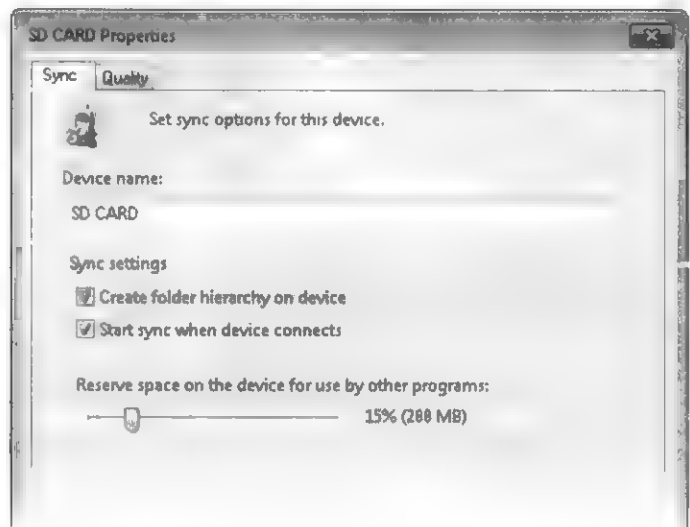 SD CARD Properties
Sync Quality
Set sync options for this device.
Device name:
SD CARD
Sync settings
Create folder hierarchy on device
Start sync when device connects
Reserve space on the device for use by other programs:
15% (288 MB)